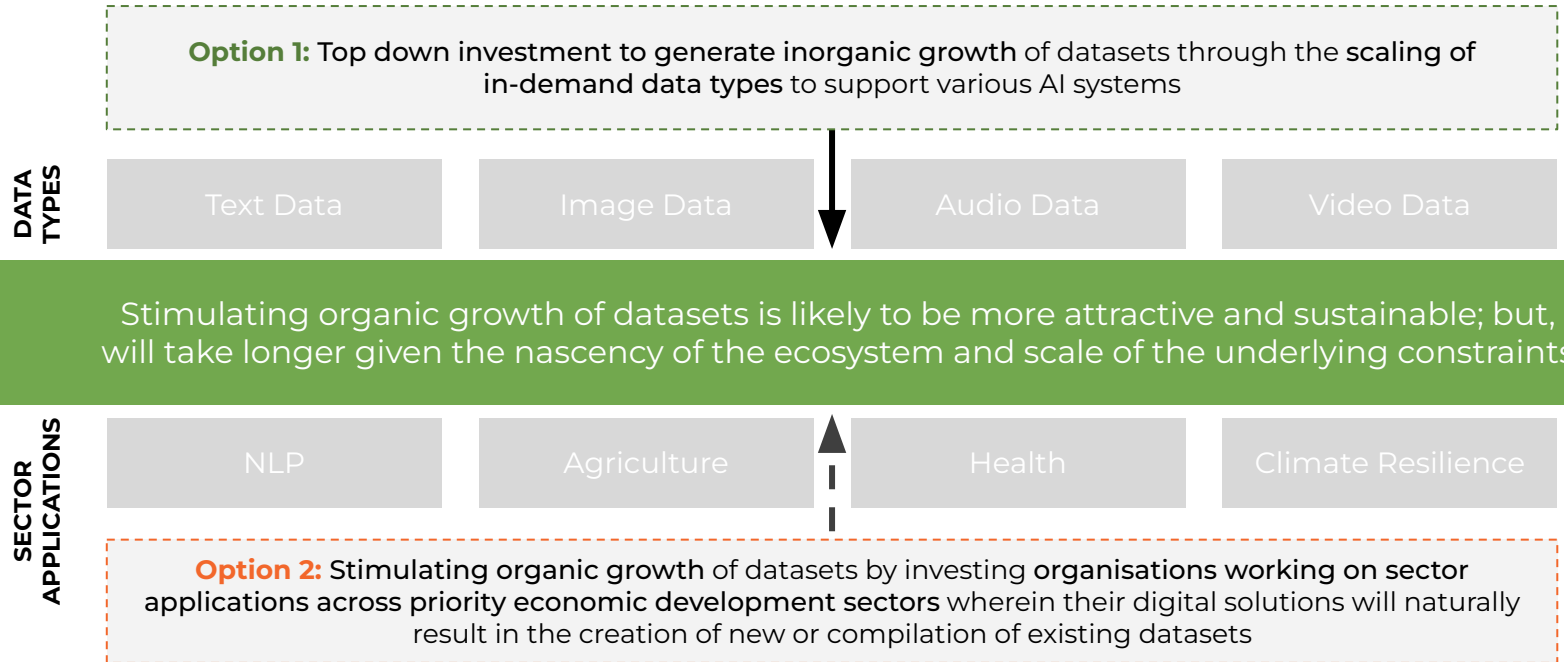 Option 1: Top down investment to generate inorganic growth of datasets through the scaling of
in-demand data types to support various AI systems
DATA
TYPES
Text Data
Image Data
Audio Data
Video Data
Stimulating organic growth of datasets is likely to be more attractive and sustainable; but,
will take longer given the nascency of the ecosystem and scale of the underlying constraints
SECTOR
APPLICATIONS
NLP
Agriculture
Health
Climate Resilience
Option 2: Stimulating organic growth of datasets by investing organisations working on sector
applications across priority economic development sectors wherein their digital solutions will naturally
result in the creation of new or compilation of existing datasets